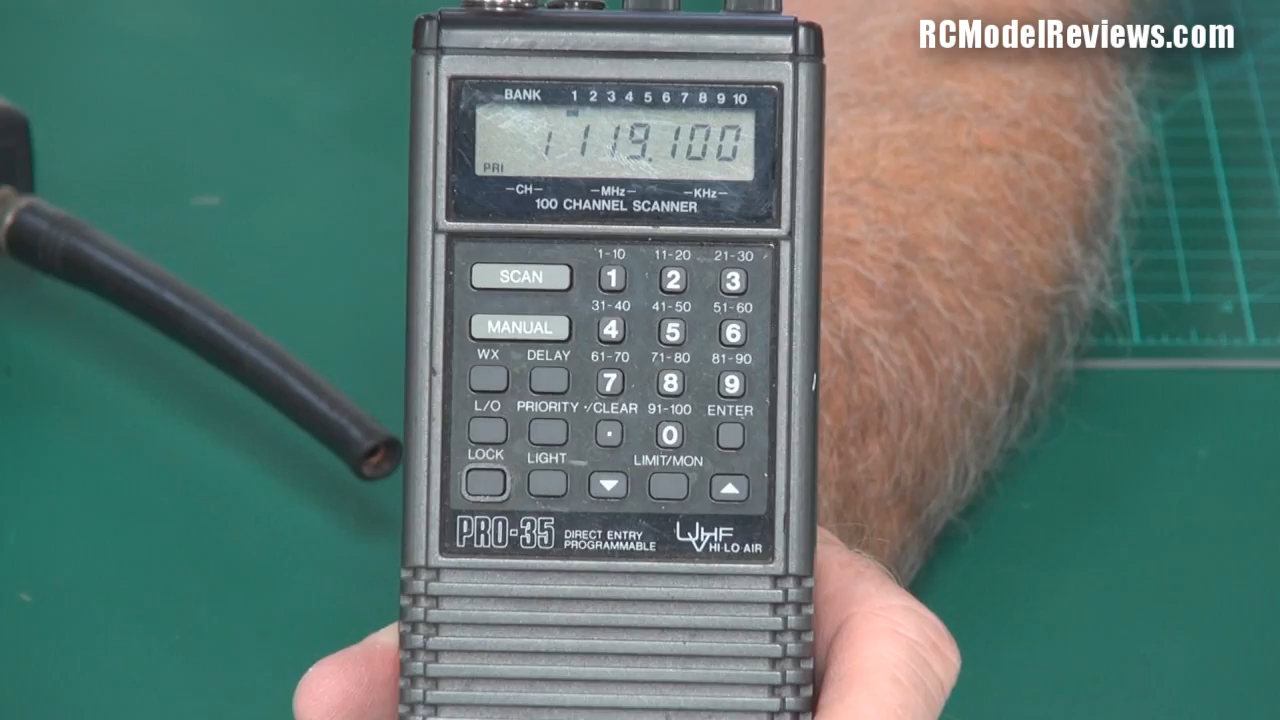 RCModelReviews.com
BANK 1 2 3 4 5 6 7 8 9 10
1 119.100
PRI
-CH- -MHz- -KHz-
100 CHANNEL SCANNER
1-10 11-20 21-30
SCAN 1 2 3
31-40 41-50 51-60
MANUAL 4 5 6
WX DELAY 61-70 71-80 81-90
7 8 9
L/O PRIORITY ·/CLEAR 91-100 ENTER
· 0
LOCK LIGHT LIMIT/MON
PRO-35 DIRECT ENTRY PROGRAMMABLE UVHF HI-LO AIR